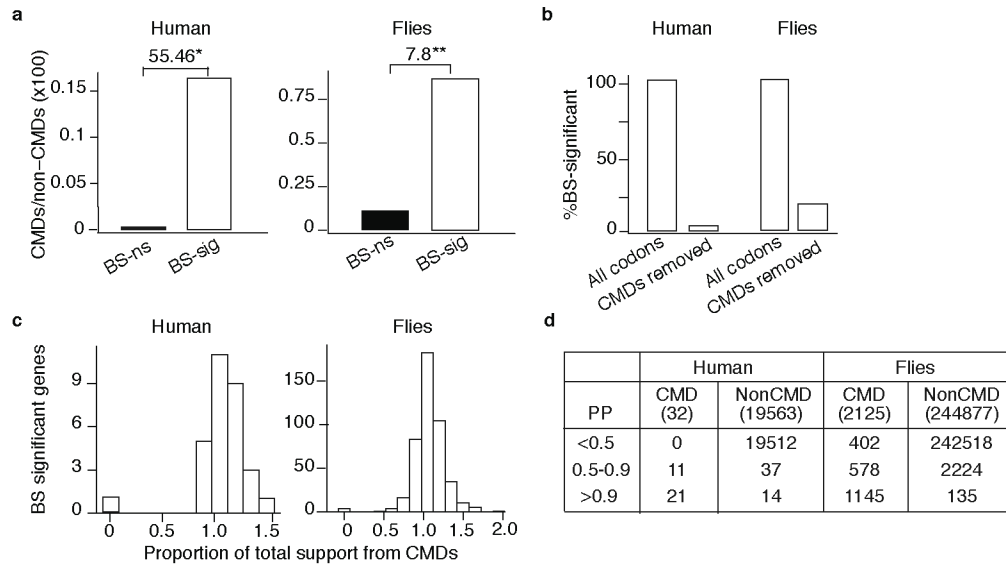 a
Human
Flies
CMDs/non–CMDs (x100)
55.46*
0.15
0.1
0.05
0
BS-ns
BS-sig
7.8**
0.75
0.5
0.25
0
BS-ns
BS-sig
b
Human
Flies
%BS-significant
100
50
0
All codons
CMDs removed
All codons
CMDs removed
c
Human
Flies
BS significant genes
9
6
3
0
0 0.5 1.0 1.5
150
100
50
0
0 0.5 1.0 1.5 2.0
Proportion of total support from CMDs
d
Human Flies
PP CMD (32) NonCMD (19563) CMD (2125) NonCMD (244877)
<0.5 0 19512 402 242518
0.5-0.9 11 37 578 2224
>0.9 21 14 1145 135